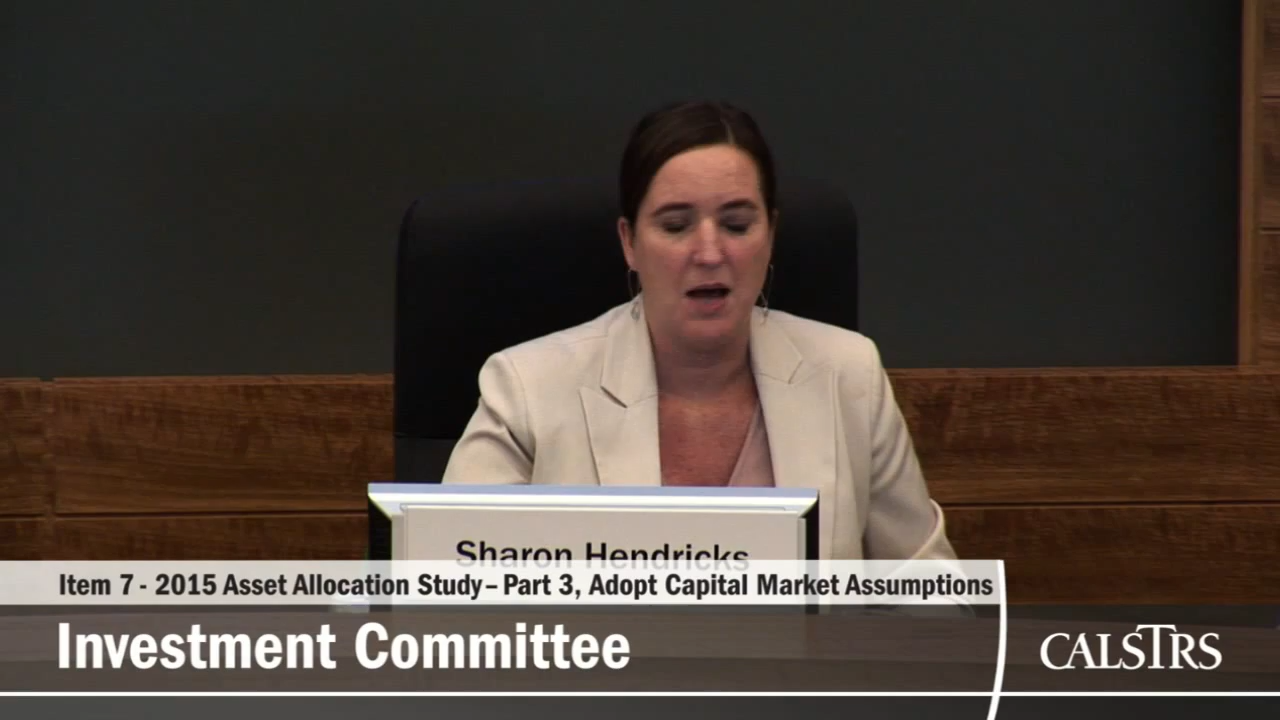 Sharon Hendricks
Item 7 - 2015 Asset Allocation Study – Part 3, Adopt Capital Market Assumptions
Investment Committee
CALSTRS